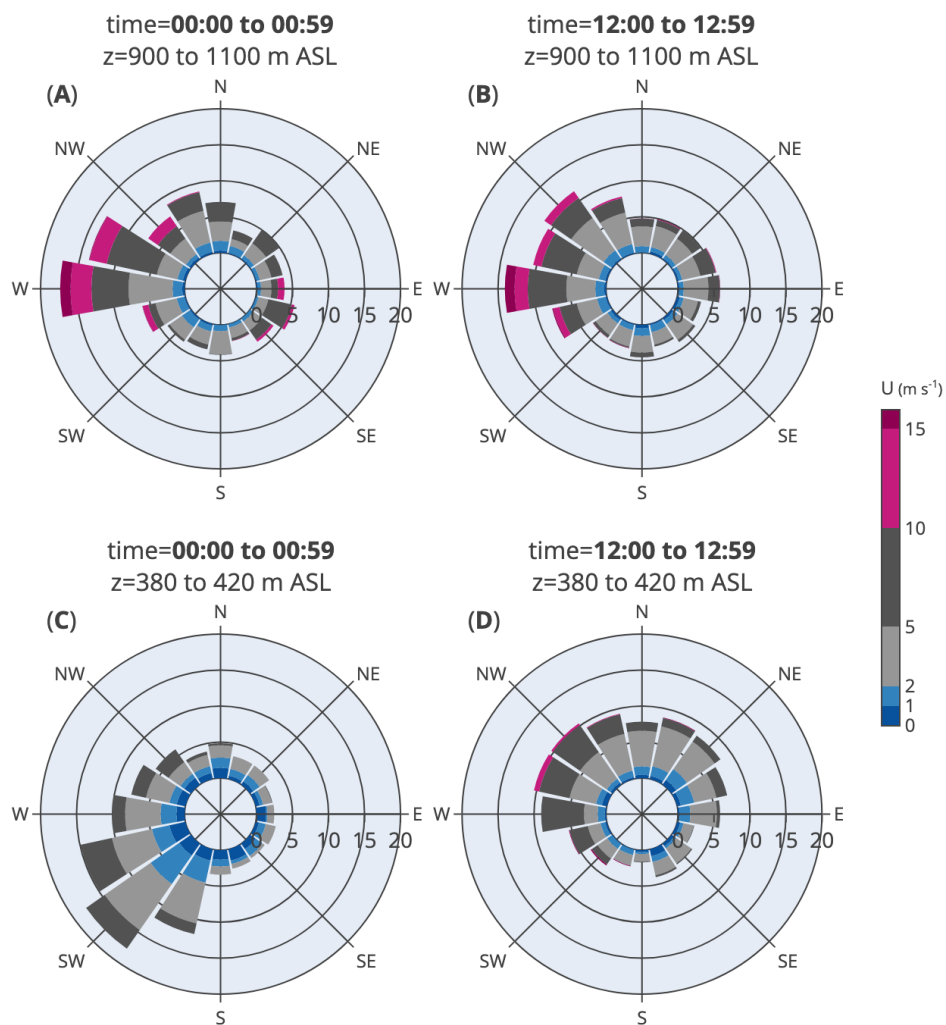 time=00:00 to 00:59
z=900 to 1100 m ASL
(A)
N
NW
NE
W
E
0 5 10 15 20
SW
SE
S
time=12:00 to 12:59
z=900 to 1100 m ASL
(B)
N
NW
NE
W
E
0 5 10 15 20
SW
SE
S
U (m s⁻¹)
15
10
5
2
1
0
time=00:00 to 00:59
z=380 to 420 m ASL
(C)
N
NW
NE
W
E
0 5 10 15 20
SW
SE
S
time=12:00 to 12:59
z=380 to 420 m ASL
(D)
N
NW
NE
W
E
0 5 10 15 20
SW
SE
S